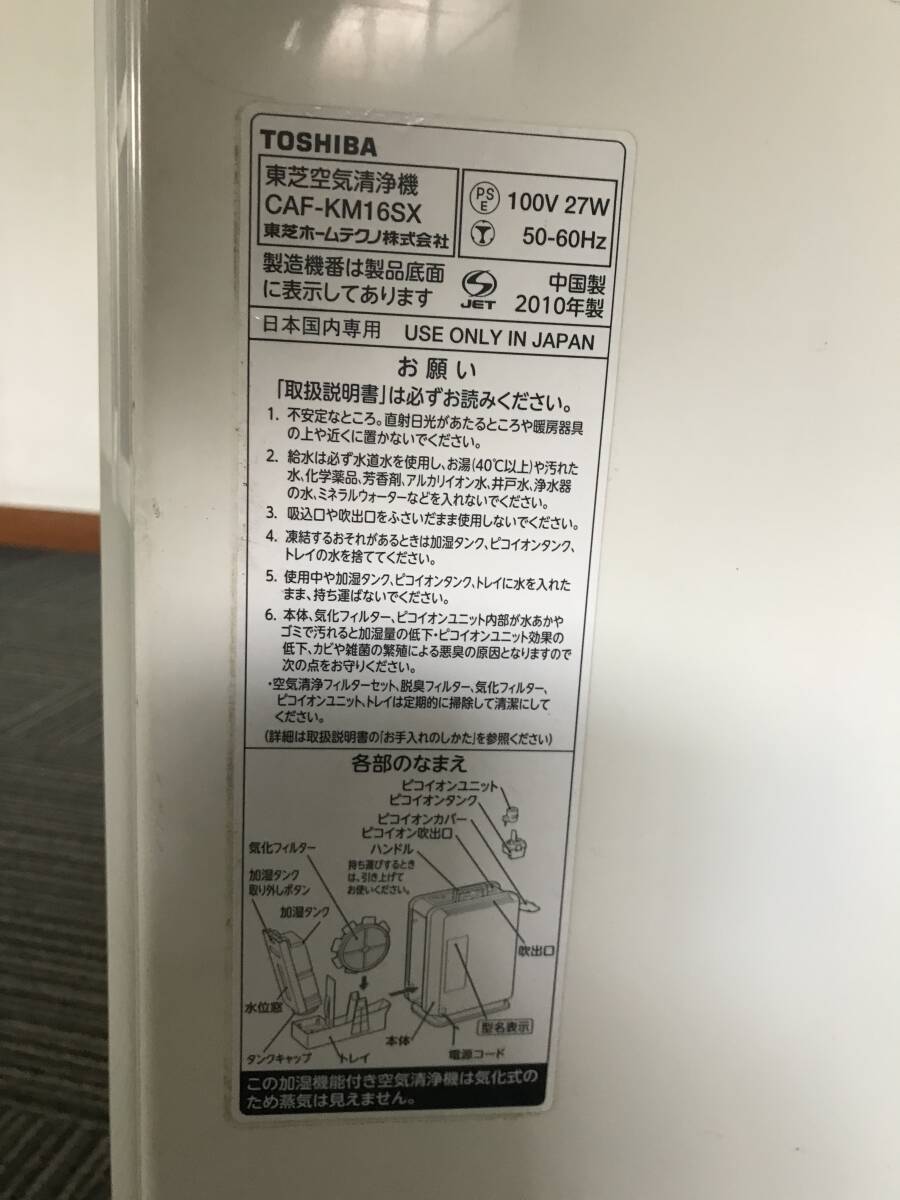 TOSHIBA
東芝空気清浄機
CAF-KM16SX
東芝ホームテクノ株式会社
PS
E
100V 27W
T
50-60Hz
製造機番は製品底面
に表示してあります
JET
中国製
2010年製
日本国内専用 USE ONLY IN JAPAN
お願い
「取扱説明書」は必ずお読みください。
1. 不安定なところ。直射日光があたるところや暖房器具
の上や近くに置かないでください。
2. 給水は必ず水道水を使用し、お湯(40℃以上)や汚れた
水、化学薬品、芳香剤、アルカリイオン水、井戸水、浄水器
の水、ミネラルウォーターなどを入れないでください。
3. 吸込口や吹出口をふさいだまま使用しないでください。
4. 凍結するおそれがあるときは加湿タンク、ピコイオンタンク、
トレイの水を捨ててください。
5. 使用中や加湿タンク、ピコイオンタンク、トレイに水を入れた
まま、持ち運ばないでください。
6. 本体、気化フィルター、ピコイオンユニット内部が水あかや
ゴミで汚れると加湿量の低下・ピコイオンユニット効果の
低下、カビや雑菌の繁殖による悪臭の原因となりますので
次の点をお守りください。
・空気清浄フィルターセット、脱臭フィルター、気化フィルター、
ピコイオンユニット、トレイは定期的に掃除して清潔にして
ください。
(詳細は取扱説明書の「お手入れのしかた」を参照ください)
各部のなまえ
ピコイオンユニット
ピコイオンタンク
ピコイオンカバー
ピコイオン吹出口
ハンドル
持ち運びするとき
は、引き上げて
お使いください。
気化フィルター
加湿タンク
取り外しボタン
加湿タンク
吹出口
水位窓
型名表示
本体
電源コード
タンクキャップ
トレイ
この加湿機能付き空気清浄機は気化式の
ため蒸気は見えません。